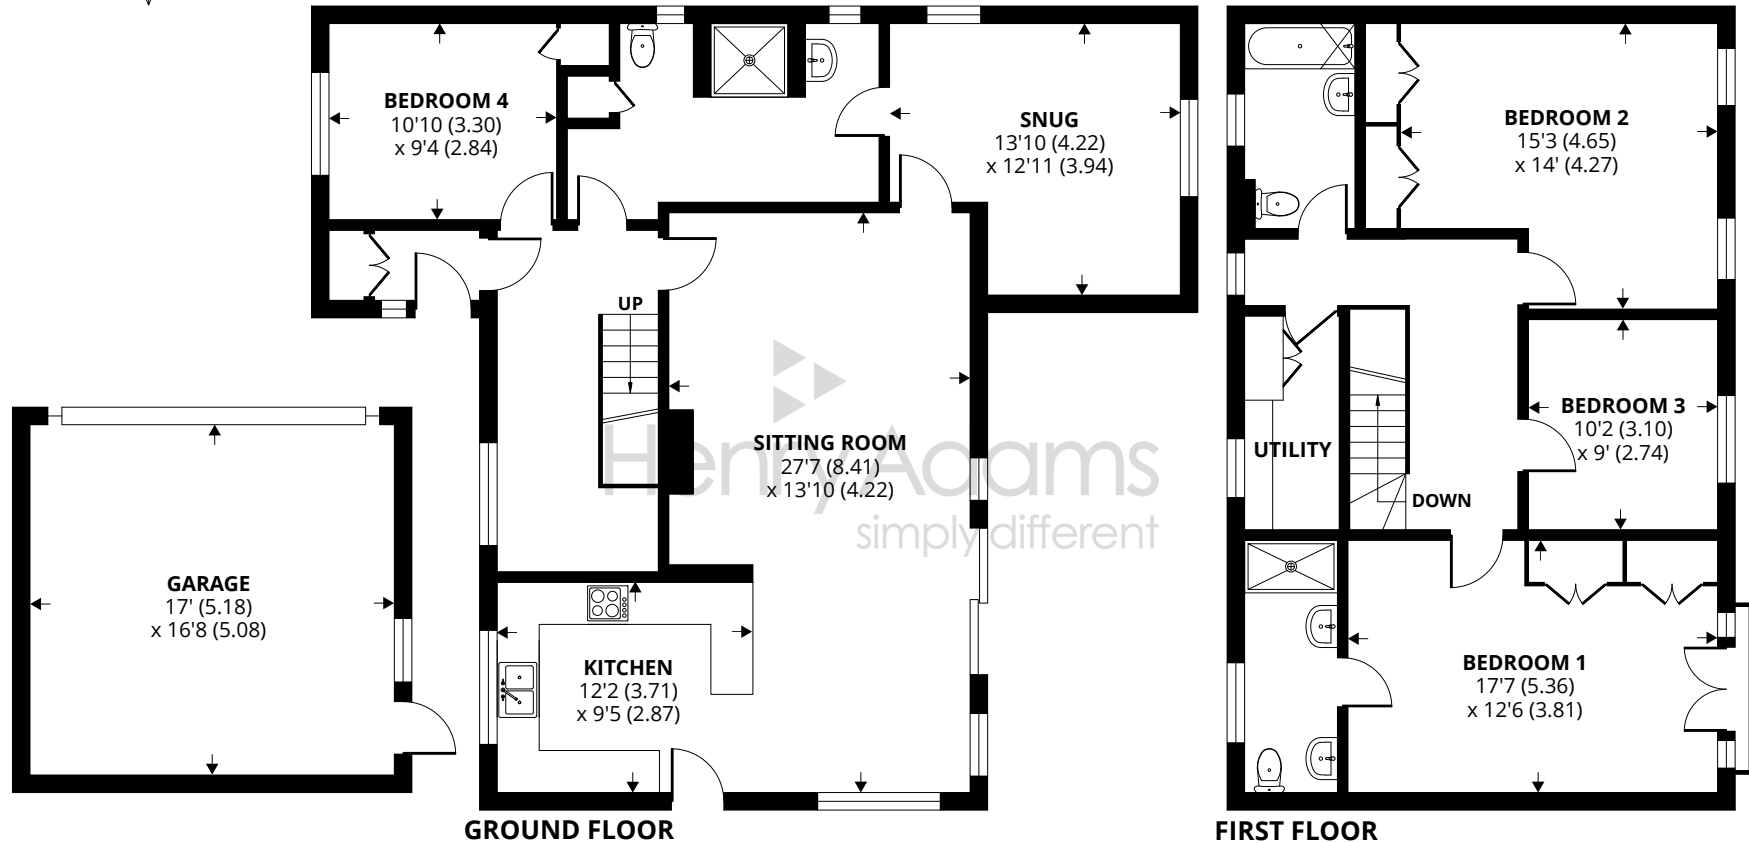 BEDROOM 4
10'10 (3.30)
x 9'4 (2.84)
SNUG
13'10 (4.22)
x 12'11 (3.94)
BEDROOM 2
15'3 (4.65)
x 14' (4.27)
UP
SITTING ROOM
27'7 (8.41)
x 13'10 (4.22)
HenryAdams
simply different
UTILITY
BEDROOM 3
10'2 (3.10)
x 9' (2.74)
DOWN
GARAGE
17' (5.18)
x 16'8 (5.08)
KITCHEN
12'2 (3.71)
x 9'5 (2.87)
BEDROOM 1
17'7 (5.36)
x 12'6 (3.81)
GROUND FLOOR
FIRST FLOOR